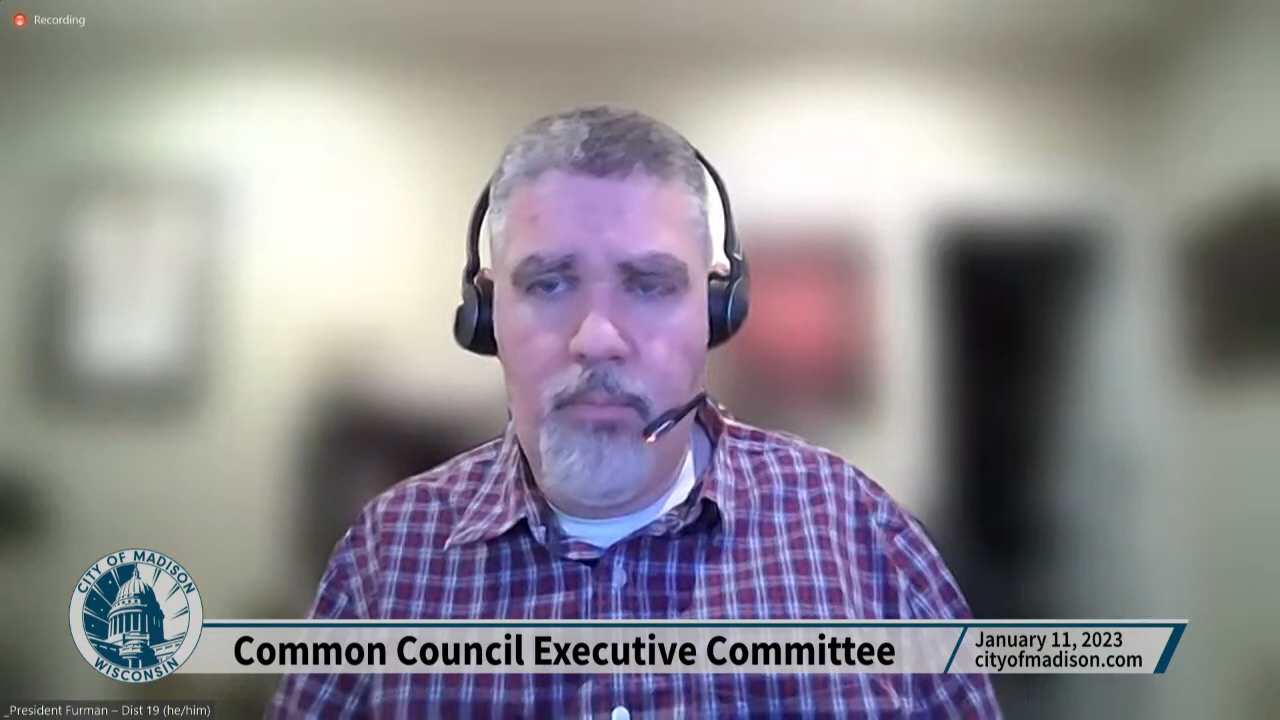 Recording
CITY OF MADISON
WISCONSIN
Common Council Executive Committee
January 11, 2023
cityofmadison.com
_President Furman – Dist 19 (he/him)